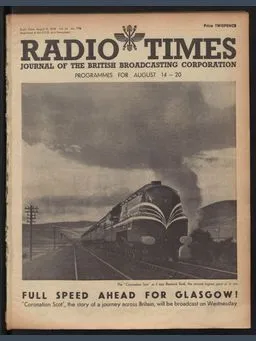 Price TWOPENCE
RADIO TIMES
JOURNAL OF THE BRITISH BROADCASTING CORPORATION
PROGRAMMES FOR AUGUST 14 – 20
FULL SPEED AHEAD FOR GLASGOW!
"Coronation Scot", the story of a journey across Britain, will be broadcast on Wednesday